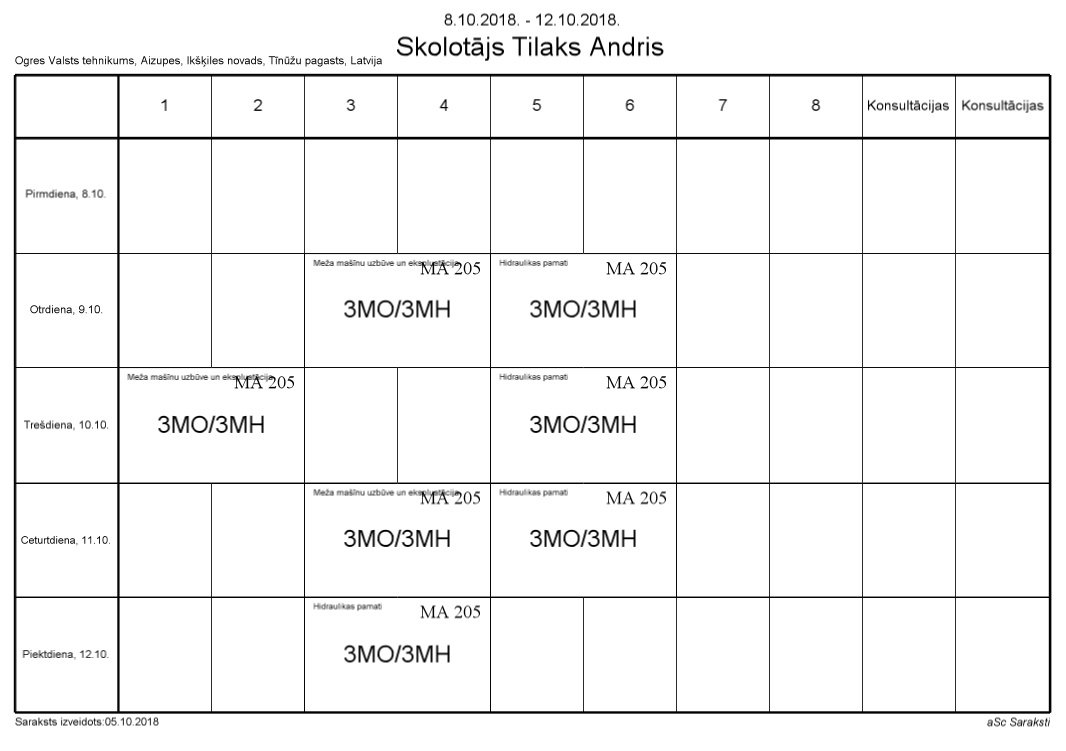 8.10.2018. - 12.10.2018.
Skolotājs Tilaks Andris
Ogres Valsts tehnikums, Aizupes, Ikšķiles novads, Tīnūžu pagasts, Latvija
1 2 3 4 5 6 7 8 Konsultācijas Konsultācijas
Pirmdiena, 8.10.
Meža mašīnu uzbūve un ekspluatācija MA 205 Hidraulikas pamati MA 205
Otrdiena, 9.10. 3MO/3MH 3MO/3MH
Meža mašīnu uzbūve un ekspluatācija MA 205 Hidraulikas pamati MA 205
Trešdiena, 10.10. 3MO/3MH 3MO/3MH
Meža mašīnu uzbūve un ekspluatācija MA 205 Hidraulikas pamati MA 205
Ceturtdiena, 11.10. 3MO/3MH 3MO/3MH
Hidraulikas pamati MA 205
Piektdiena, 12.10. 3MO/3MH
Saraksts izveidots:05.10.2018 aSc Saraksti